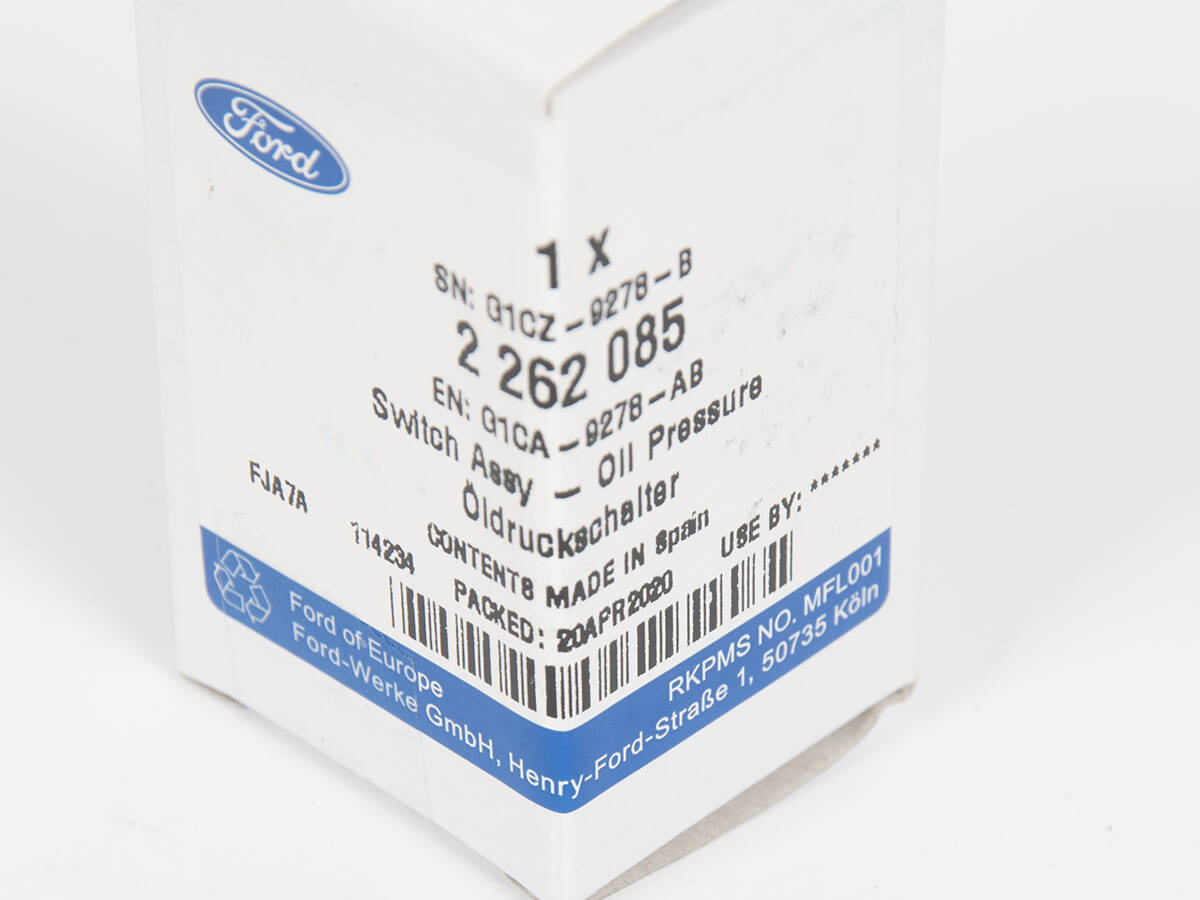 Ford
1 X
SN: G1CZ-9278-B
2 262 085
EN: G1CA-9278-AB
Switch Assy - Oil Pressure
Öldruckschalter
FJA7A
114234
CONTENTS MADE IN Spain
PACKED: 20APR2020
USE BY: *******
Ford of Europe
RKPMS NO. MFL001
Ford-Werke GmbH, Henry-Ford-Straße 1, 50735 Köln